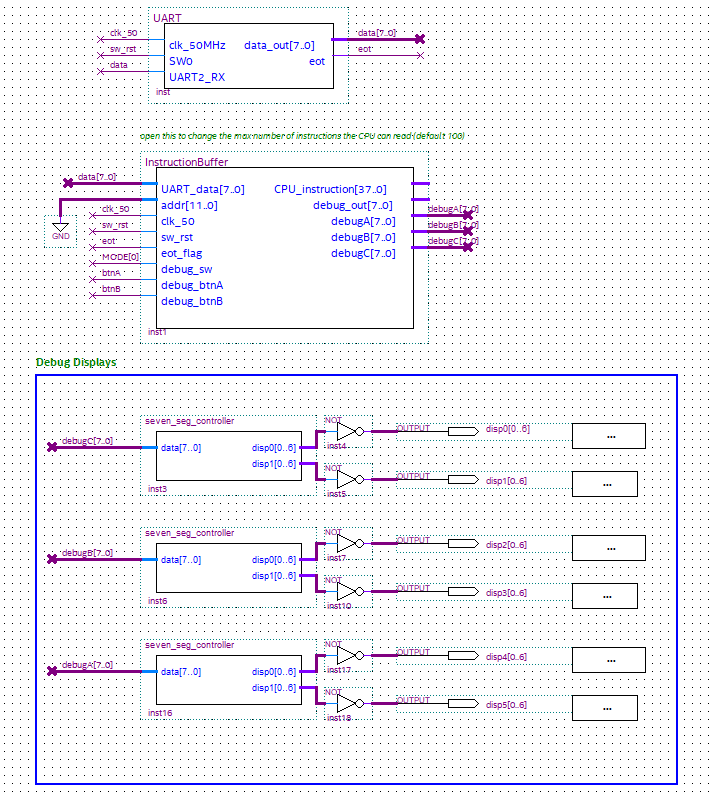 UART
clk_50
clk_50MHz
data_out[7..0]
data[7..0]
sw_rst
SW0
eot
eot
data
UART2_RX
inst
open this to change the max number of instructions the CPU can read (default 100)
InstructionBuffer
data[7..0]
UART_data[7..0]
CPU_instruction[37..0]
addr[11..0]
debug_out[7..0]
clk_50
clk_50
debugA[7..0]
debugA[7..0]
sw_rst
sw_rst
debugB[7..0]
debugB[7..0]
eot
eot_flag
debugC[7..0]
debugC[7..0]
GND
MODE[0]
debug_sw
btnA
debug_btnA
btnB
debug_btnB
inst1
Debug Displays
seven_seg_controller
debugC[7..0]
data[7..0]
disp0[0..6]
disp1[0..6]
inst3
NOT
inst4
OUTPUT
disp0[0..6]
...
NOT
inst5
OUTPUT
disp1[0..6]
...
seven_seg_controller
debugB[7..0]
data[7..0]
disp0[0..6]
disp1[0..6]
inst6
NOT
inst7
OUTPUT
disp2[0..6]
...
NOT
inst10
OUTPUT
disp3[0..6]
...
seven_seg_controller
debugA[7..0]
data[7..0]
disp0[0..6]
disp1[0..6]
inst16
NOT
inst17
OUTPUT
disp4[0..6]
...
NOT
inst18
OUTPUT
disp5[0..6]
...